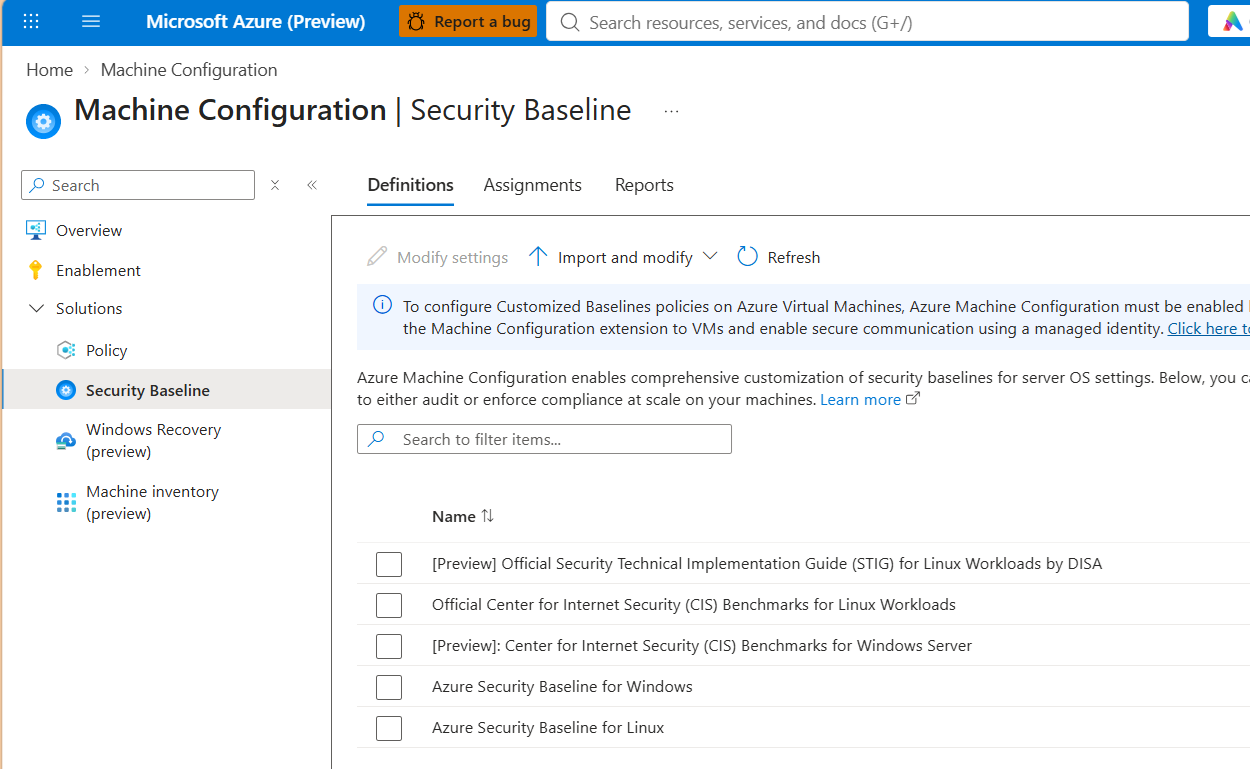 Microsoft Azure (Preview)
Report a bug
Search resources, services, and docs (G+/)
Home > Machine Configuration
Machine Configuration | Security Baseline ...
Search
Overview
Enablement
Solutions
Policy
Security Baseline
Windows Recovery
(preview)
Machine inventory
(preview)
Definitions
Assignments
Reports
Modify settings
Import and modify
Refresh
To configure Customized Baselines policies on Azure Virtual Machines, Azure Machine Configuration must be enabled
the Machine Configuration extension to VMs and enable secure communication using a managed identity. Click here
Azure Machine Configuration enables comprehensive customization of security baselines for server OS settings. Below, you
to either audit or enforce compliance at scale on your machines. Learn more
Search to filter items...
Name
[Preview] Official Security Technical Implementation Guide (STIG) for Linux Workloads by DISA
Official Center for Internet Security (CIS) Benchmarks for Linux Workloads
[Preview]: Center for Internet Security (CIS) Benchmarks for Windows Server
Azure Security Baseline for Windows
Azure Security Baseline for Linux